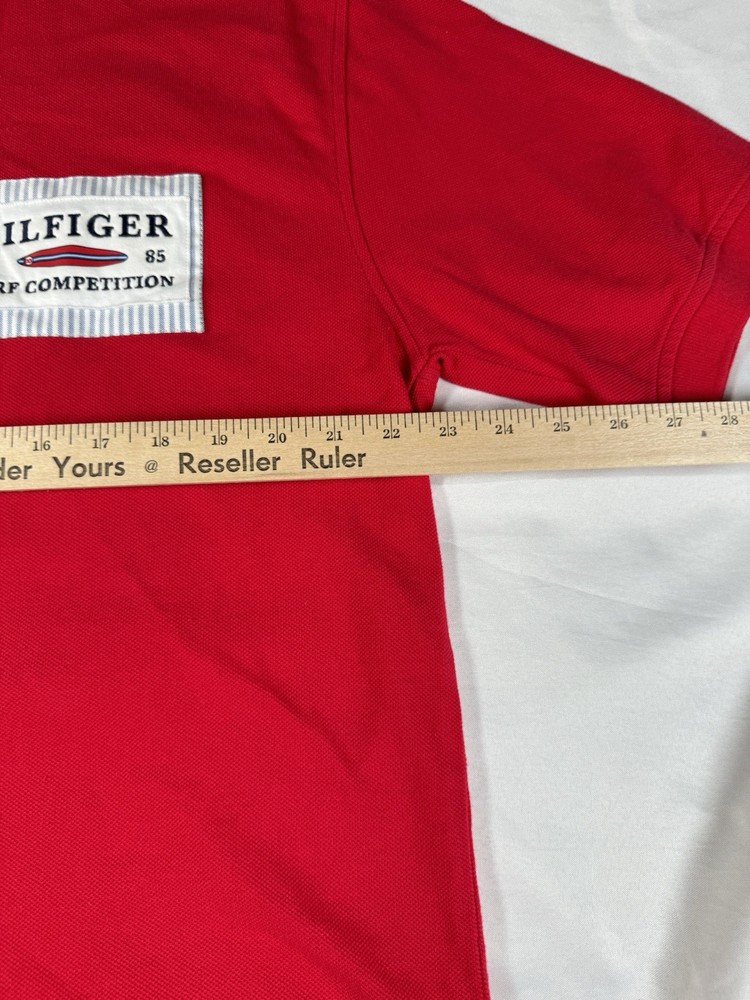 ILFIGER
85
RF COMPETITION
16 17 18 19 20 21 22 23 24 25 26 27 28
der Yours @ Reseller Ruler